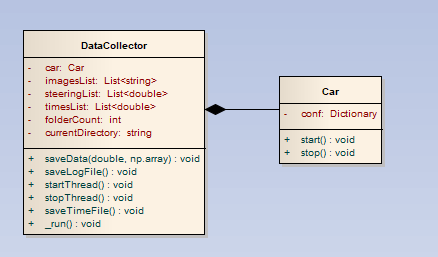 DataCollector
- car: Car
- imagesList: List<string>
- steeringList: List<double>
- timesList: List<double>
- folderCount: int
- currentDirectory: string
+ saveData(double, np.array) : void
+ saveLogFile() : void
+ startThread() : void
+ stopThread() : void
+ saveTimeFile() : void
+ _run() : void
Car
- conf: Dictionary
+ start() : void
+ stop() : void